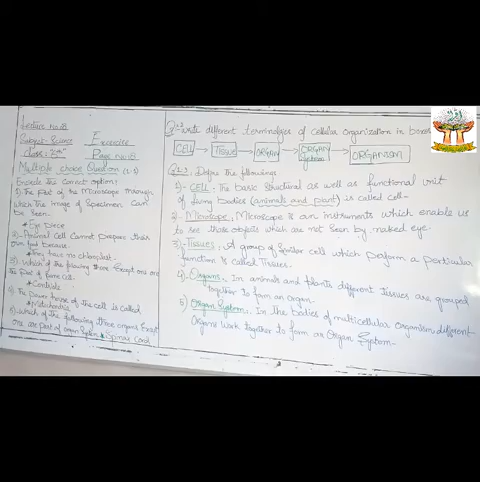 Lecture no: 01
Subject: Science
Class: 7th
Exercise
Page no: 6
Multiple choice Question (1.1)
Encircle the correct option!
1) The Part of the Microscope through
which the image of Specimen Can
be Seen.
* Eye Piece
2) Animal Cell Cannot prepare their
own food because.
* They have no chloroplast.
3) which of the following three Except one are
the Part of Same Cell.
4) The power house of the cell is called
* Mitochondria
5) which of the following three organs Except
one are part of organ System * Spinal Cord
write different terminologies of cellular organization in boxes
CELL → TISSUE → ORGAN → ORGAN System → ORGANISM
Define the followings
1) CELL: The basic Structural as well as functional unit
of living bodies (animals and plant) is called cell-
2) Microscope: Microscope is an instruments which enable us
to see those objects which are not Seen by naked eye.
3) Tissues: A group of Similar cell which perform a particular
function is called Tissues.
4) Organs: In animals and Plants different tissues are grouped
together to form an organ.
5) Organ System: In the bodies of multicellular organism different
organs work together to form an Organ System-